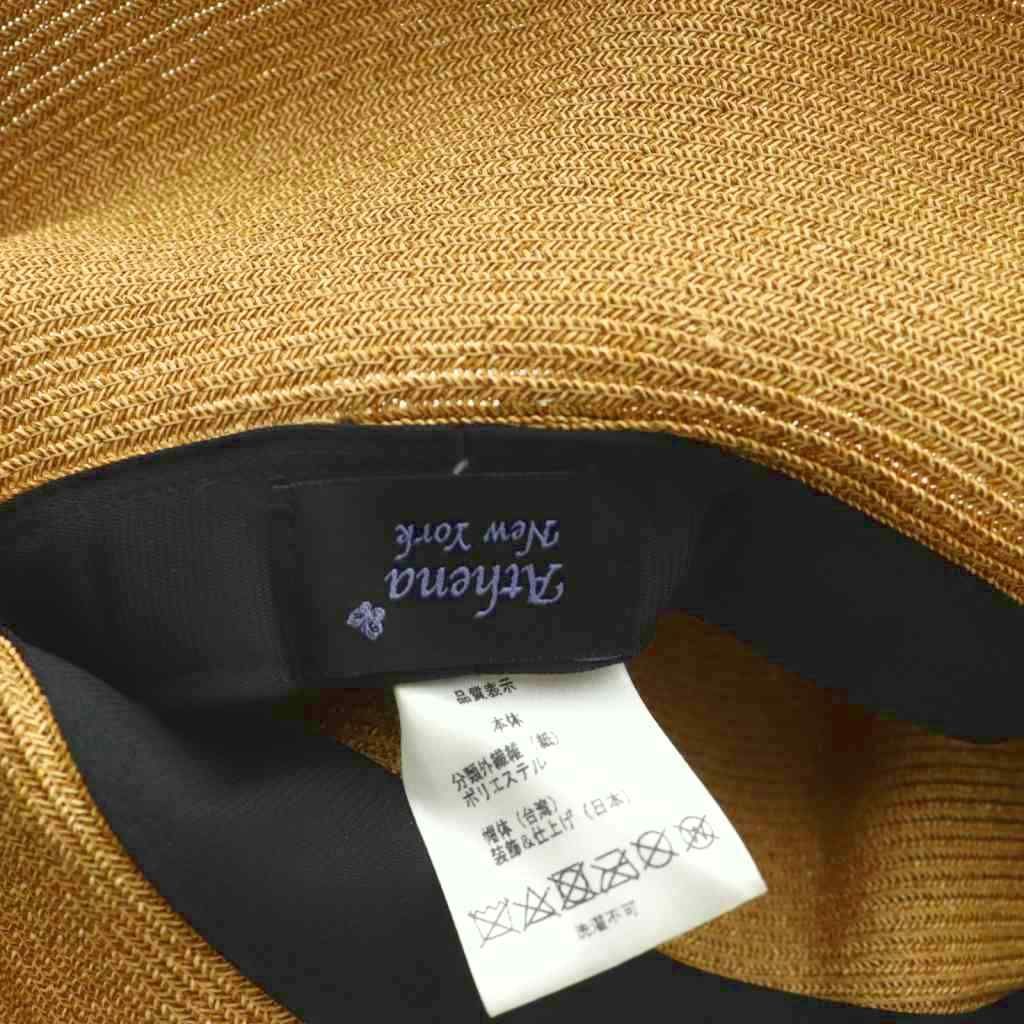 Athena
New York
品質表示
本体
分類外繊維（紙）
ポリエステル
帽体（台湾）
装飾&仕上げ（日本）
洗濯不可